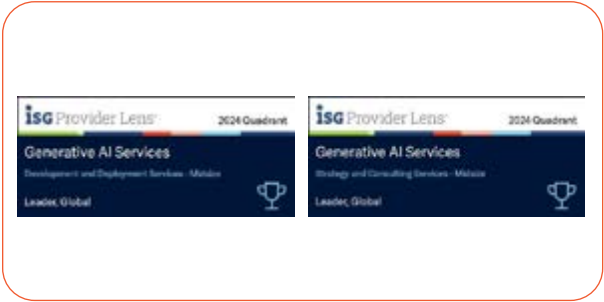 ISG Provider Lens
2024 Quadrant
Generative AI Services
Development and Deployment Services - Midsize
Leader, Global
ISG Provider Lens
2024 Quadrant
Generative AI Services
Strategy and Consulting Services - Midsize
Leader, Global